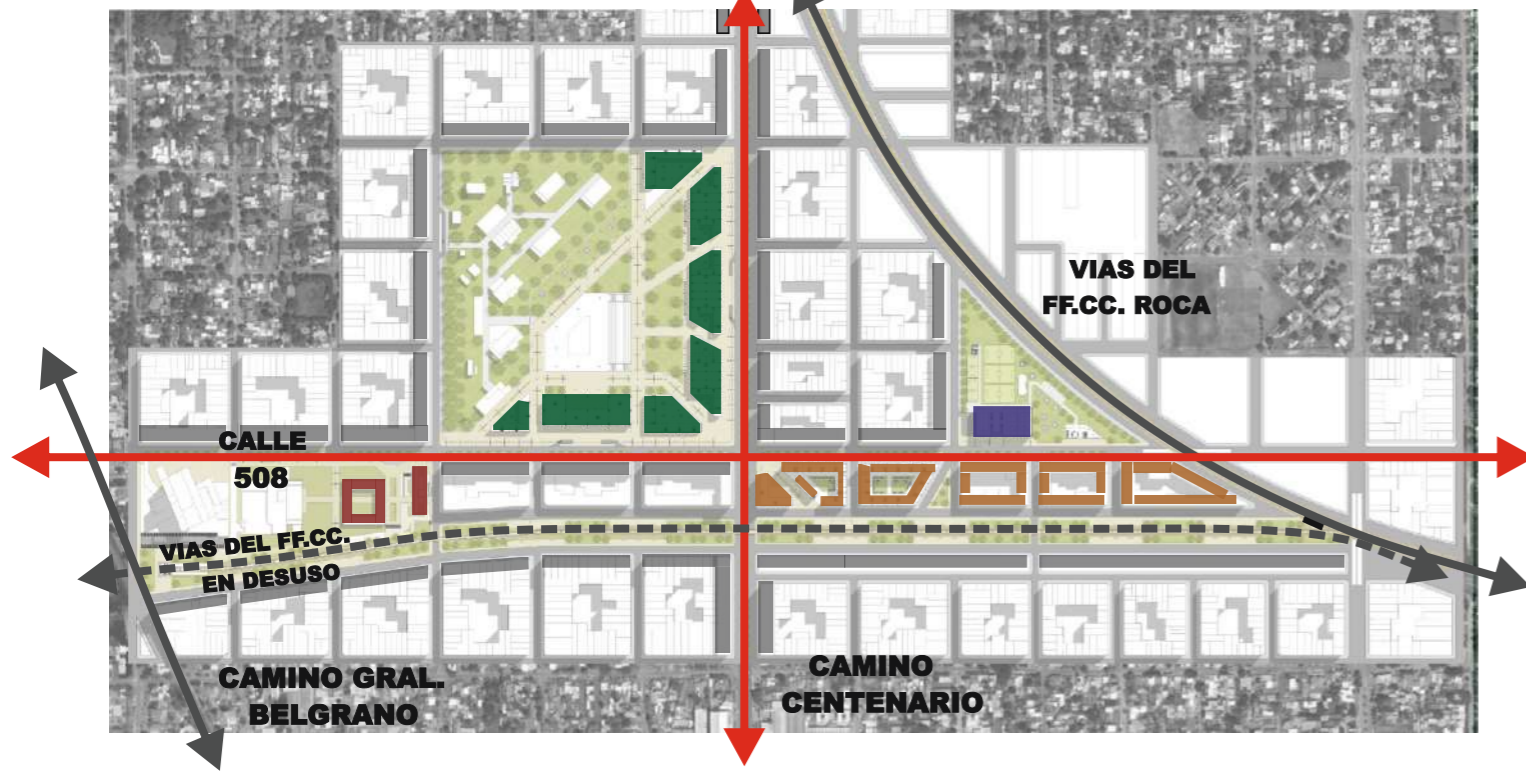 VIAS DEL
FF.CC. ROCA
CALLE
508
VIAS DEL FF.CC.
EN DESUSO
CAMINO GRAL.
BELGRANO
CAMINO
CENTENARIO